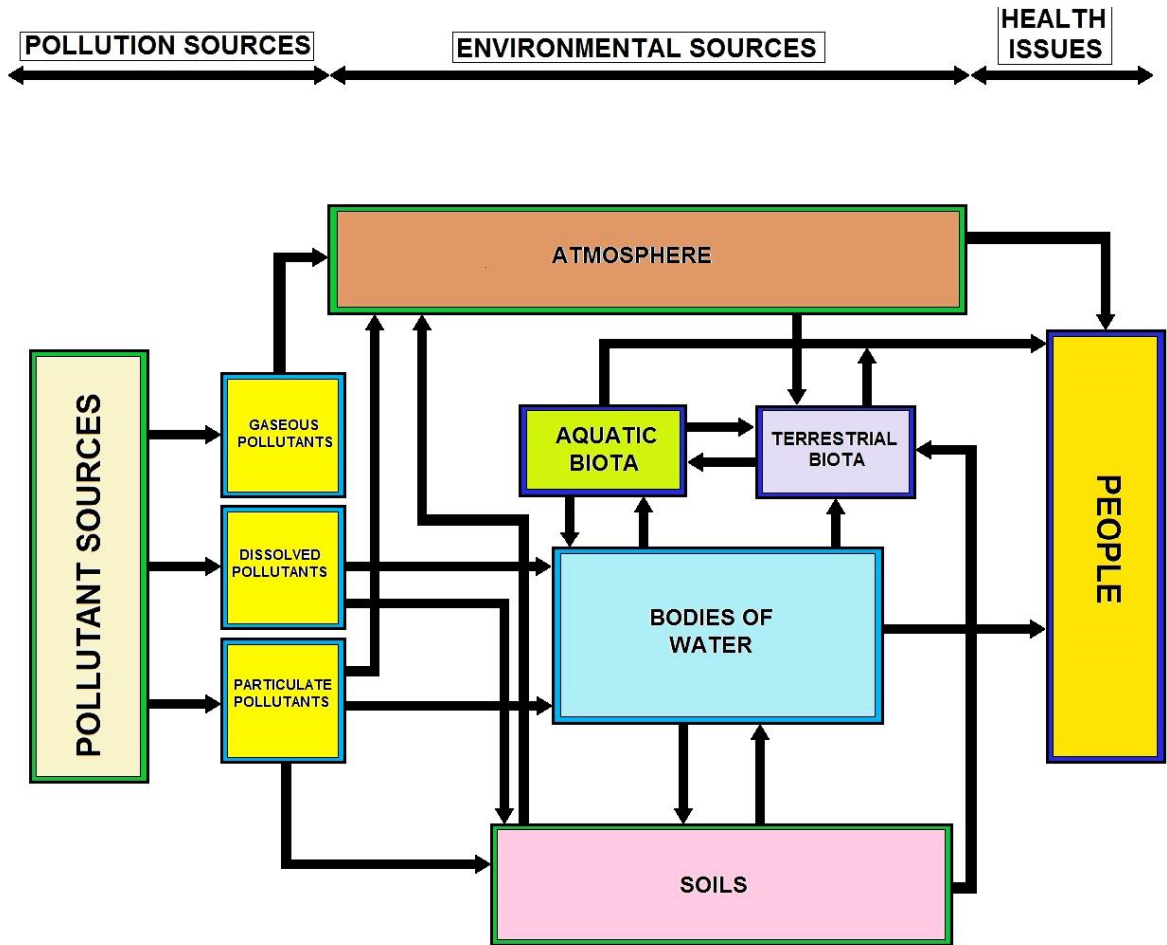 POLLUTION SOURCES
ENVIRONMENTAL SOURCES
HEALTH
ISSUES
ATMOSPHERE
POLLUTANT SOURCES
GASEOUS
POLLUTANTS
DISSOLVED
POLLUTANTS
PARTICULATE
POLLUTANTS
AQUATIC
BIOTA
TERRESTRIAL
BIOTA
BODIES OF
WATER
SOILS
PEOPLE